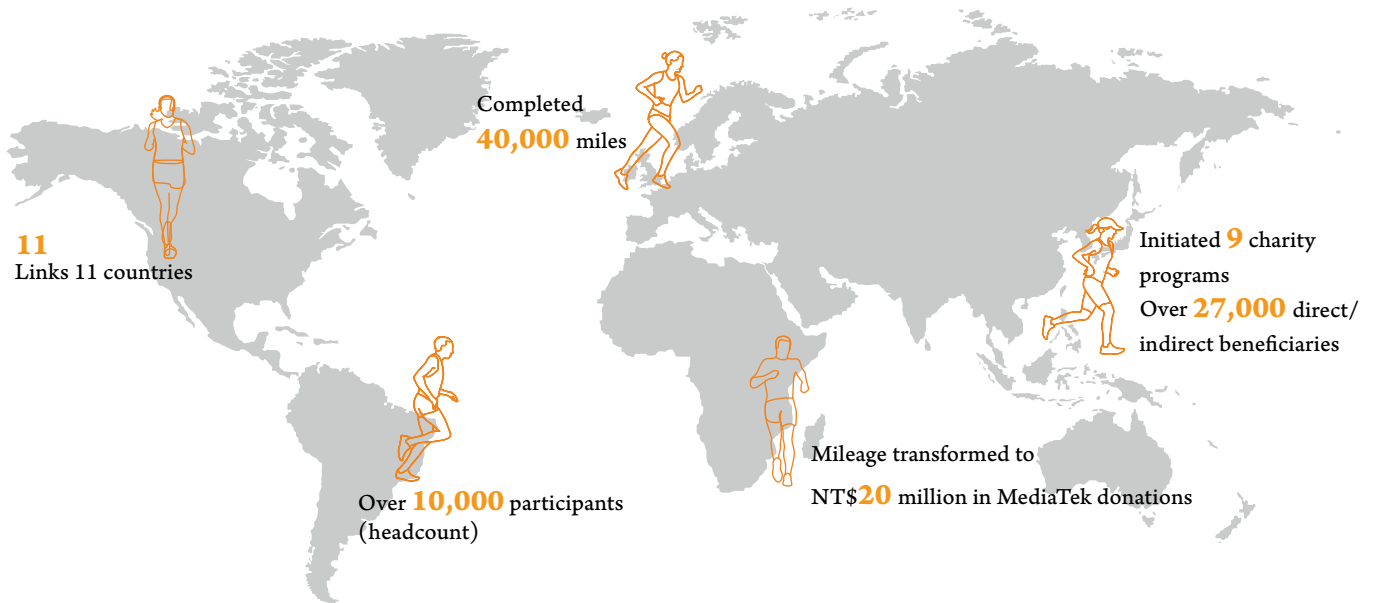 Completed
40,000 miles
11
Links 11 countries
Initiated 9 charity
programs
Over 27,000 direct/
indirect beneficiaries
Over 10,000 participants
(headcount)
Mileage transformed to
NT$20 million in MediaTek donations